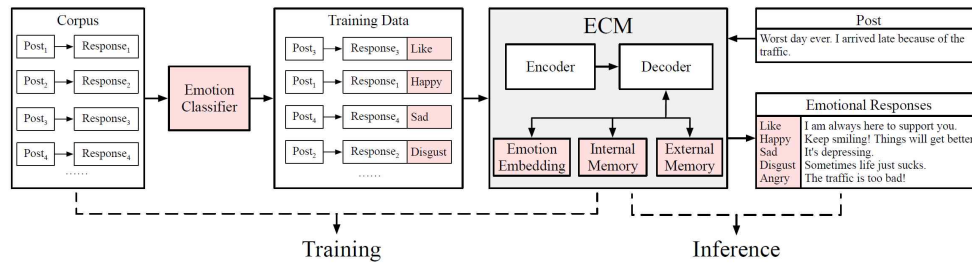 Corpus
Post₁ Response₁
Post₂ Response₂
Post₃ Response₃
Post₄ Response₄
......
Emotion
Classifier
Training Data
Post₃ Response₃ Like
Post₁ Response₁ Happy
Post₄ Response₄ Sad
Post₂ Response₂ Disgust
......
ECM
Encoder
Decoder
Emotion
Embedding
Internal
Memory
External
Memory
Post
Worst day ever. I arrived late because of the
traffic.
Emotional Responses
Like I am always here to support you.
Happy Keep smiling! Things will get better
Sad It's depressing.
Disgust Sometimes life just sucks.
Angry The traffic is too bad!
Training
Inference